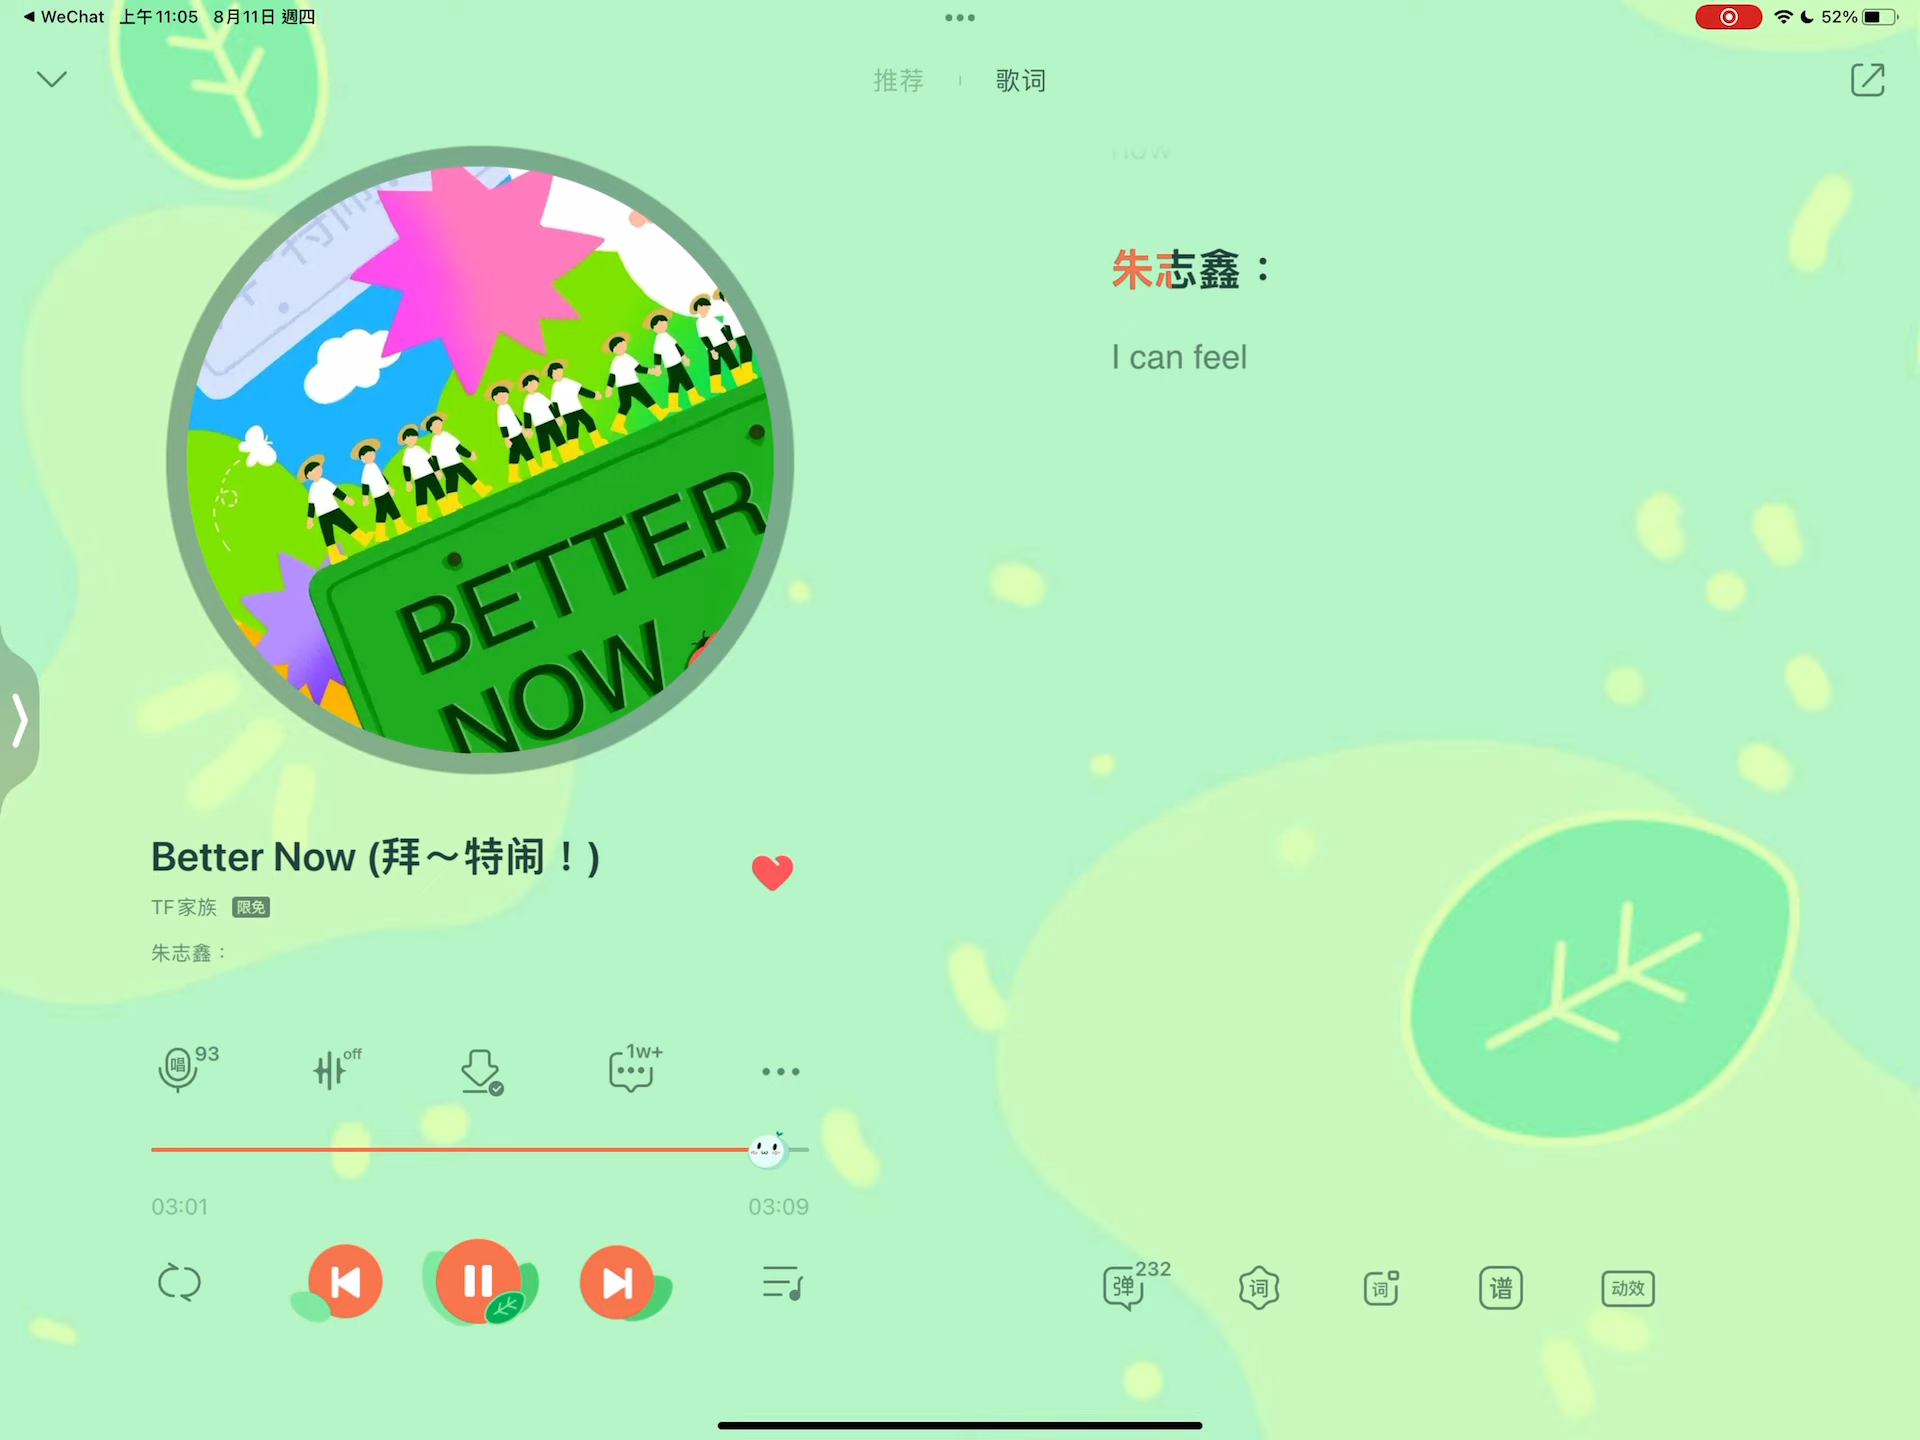 WeChat 上午11:05 8月11日 週四
52%
推荐
歌词
now
朱志鑫：
I can feel
BETTER
NOW
Better Now (拜～特闹！)
TF家族 限免
朱志鑫：
唱 93
off
1w+
03:01
03:09
弹 232
词
词
谱
动效